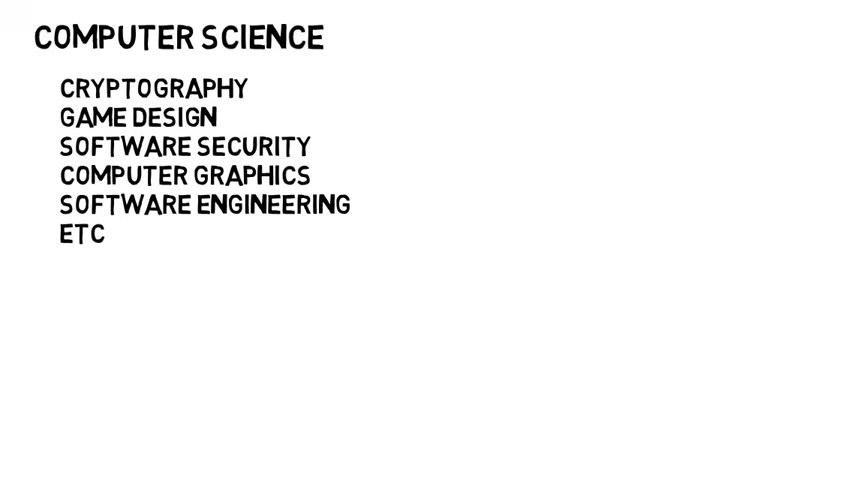 COMPUTER SCIENCE
CRYPTOGRAPHY
GAME DESIGN
SOFTWARE SECURITY
COMPUTER GRAPHICS
SOFTWARE ENGINEERING
ETC